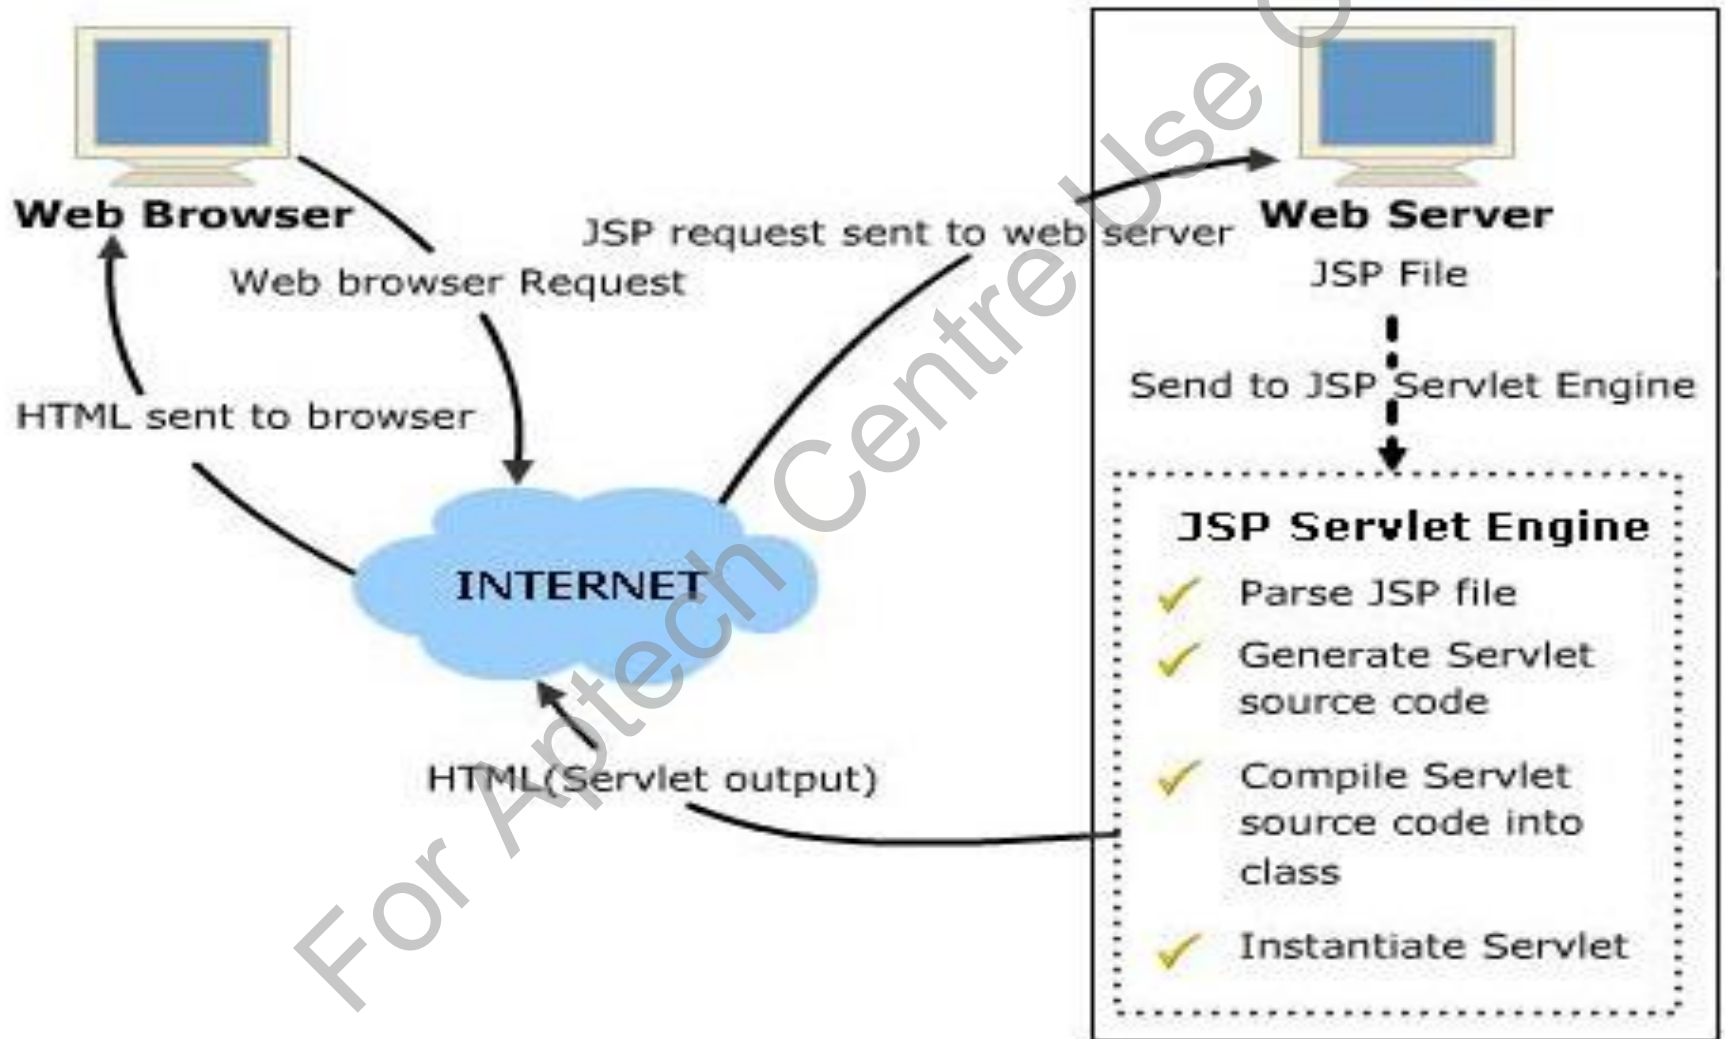 Web Browser
Web Server
JSP request sent to web server
JSP File
Web browser Request
Send to JSP Servlet Engine
HTML sent to browser
JSP Servlet Engine
INTERNET
Parse JSP file
Generate Servlet
source code
HTML(Servlet output)
Compile Servlet
source code into
class
Instantiate Servlet
For Aptech Centre Use